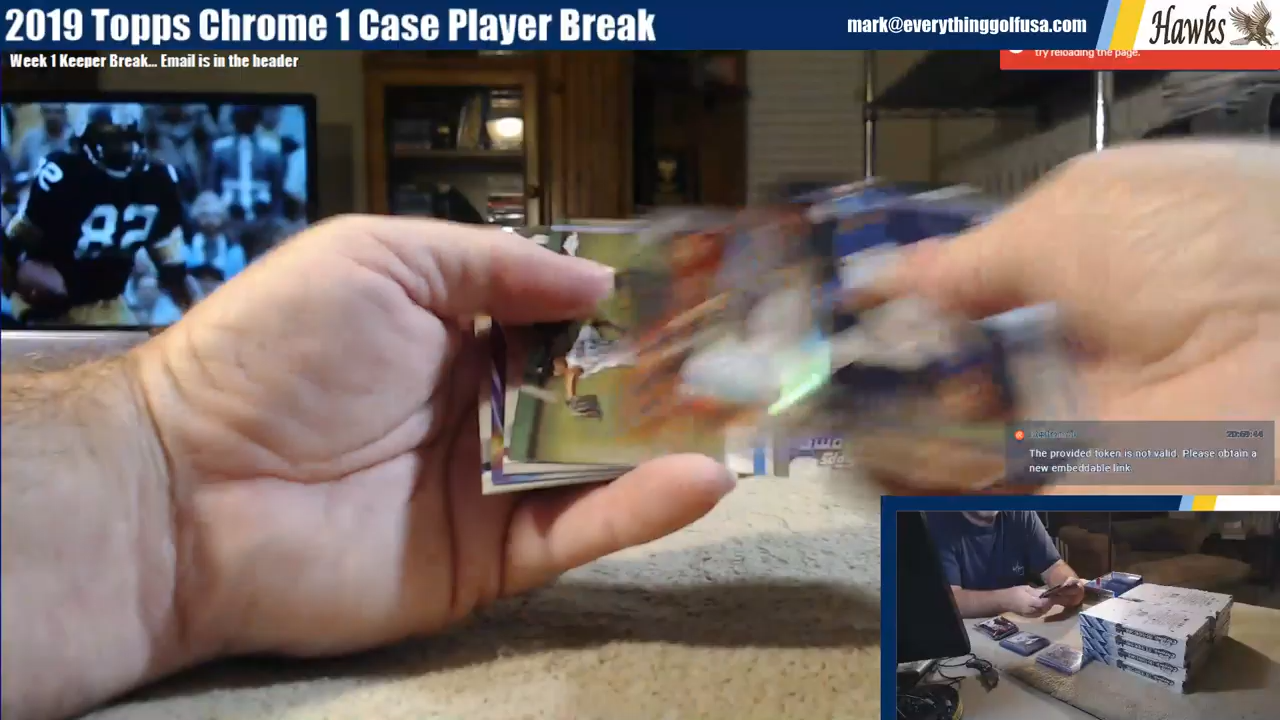 2019 Topps Chrome 1 Case Player Break
mark@everythinggolfusa.com
Hawks
Week 1 Keeper Break... Email is in the header
try reloading the page.
82
The provided token is not valid. Please obtain a
new embeddable link